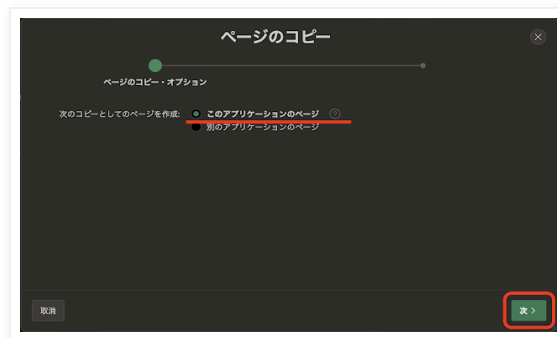 ページのコピー
ページのコピー・オプション
次のコピーとしてのページを作成:
このアプリケーションのページ
別のアプリケーションのページ
取消
次 >